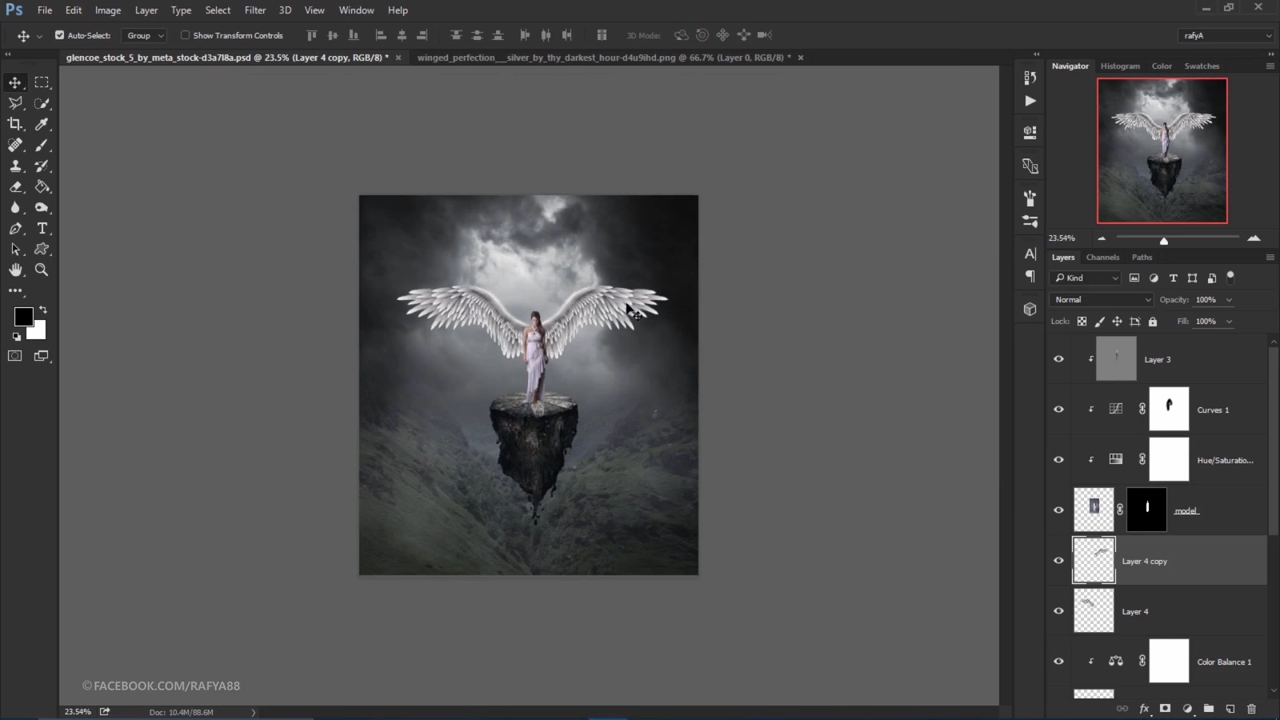 Ps File Edit Image Layer Type Select Filter 3D View Window Help
Auto-Select: Group Show Transform Controls 3D Mode: rafyA
glencoe_stock_5_by_meta_stock-d3a7l8a.psd @ 23.5% (Layer 4 copy, RGB/8) * winged_perfection__silver_by_thy_darkest_hour-d4u9ihd.png @ 66.7% (Layer 0, RGB/8) *
Navigator Histogram Color Swatches
23.54%
Layers Channels Paths
Kind
Normal Opacity: 100%
Lock: Fill: 100%
Layer 3
Curves 1
Hue/Saturatio...
model
Layer 4 copy
Layer 4
Color Balance 1
©FACEBOOK.COM/RAFYA88
23.54% Doc: 10.4M/88.6M